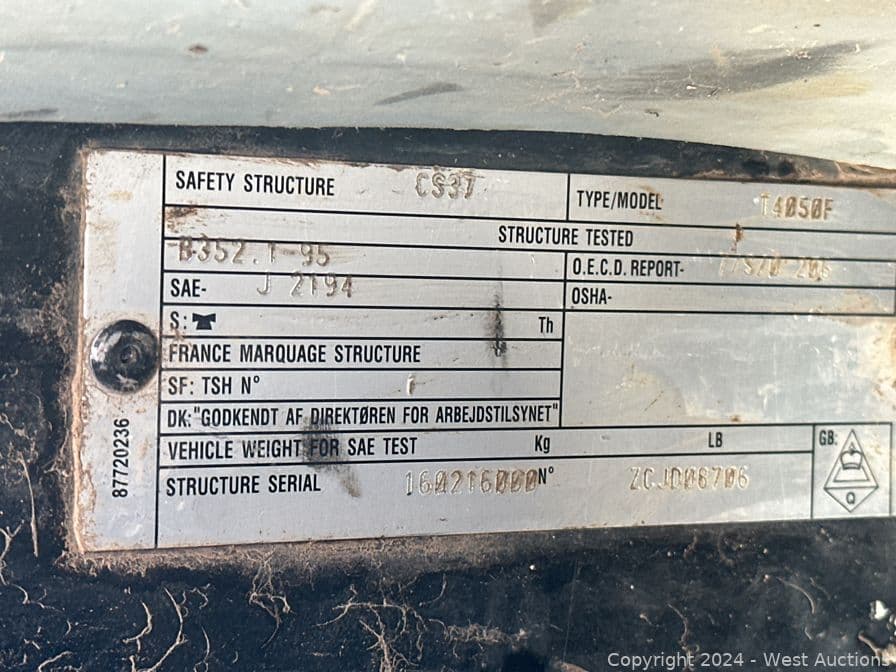 SAFETY STRUCTURE CS37 TYPE/MODEL T4050F
STRUCTURE TESTED
B352.1-95 O.E.C.D. REPORT-
SAE- J 2194 OSHA-
S: Th
FRANCE MARQUAGE STRUCTURE
SF: TSH N°
DK:"GODKENDT AF DIREKTØREN FOR ARBEJDSTILSYNET"
VEHICLE WEIGHT FOR SAE TEST Kg LB GB:
STRUCTURE SERIAL 160216000 N° ZCJD08706 Q
87720236
Copyright 2024 - West Auctions